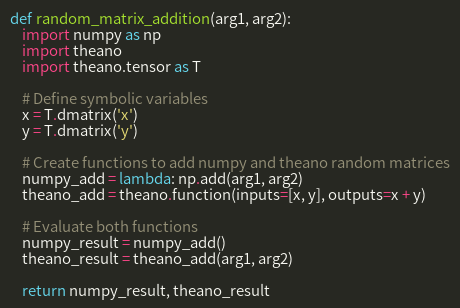 def random_matrix_addition(arg1, arg2):
import numpy as np
import theano
import theano.tensor as T
# Define symbolic variables
x = T.dmatrix('x')
y = T.dmatrix('y')
# Create functions to add numpy and theano random matrices
numpy_add = lambda: np.add(arg1, arg2)
theano_add = theano.function(inputs=[x, y], outputs=x + y)
# Evaluate both functions
numpy_result = numpy_add()
theano_result = theano_add(arg1, arg2)
return numpy_result, theano_result